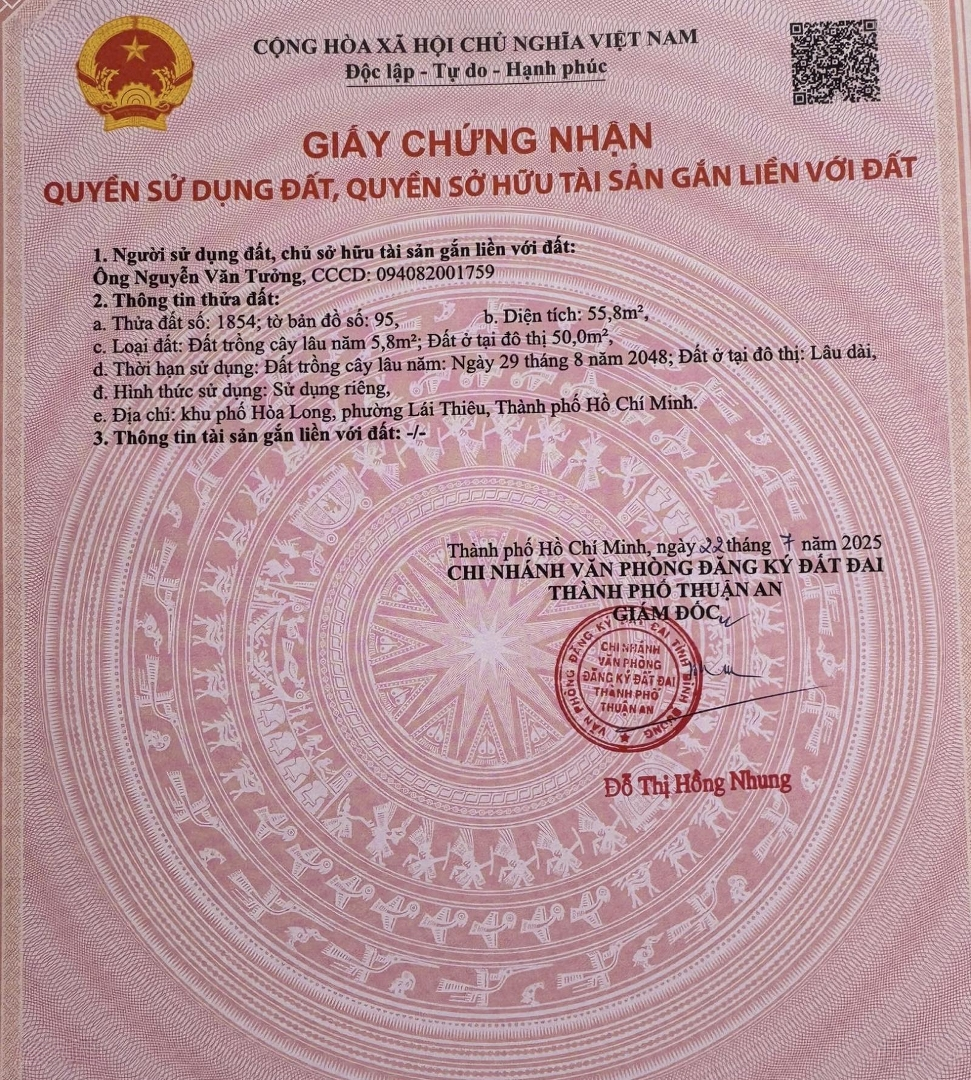 CỘNG HÒA XÃ HỘI CHỦ NGHĨA VIỆT NAM
Độc lập - Tự do - Hạnh phúc
GIẤY CHỨNG NHẬN
QUYỀN SỬ DỤNG ĐẤT, QUYỀN SỞ HỮU TÀI SẢN GẮN LIỀN VỚI ĐẤT
1. Người sử dụng đất, chủ sở hữu tài sản gắn liền với đất:
Ông Nguyễn Văn Tưởng, CCCD: 094082001759
2. Thông tin thửa đất:
a. Thửa đất số: 1854; tờ bản đồ số: 95, b. Diện tích: 55,8m²,
c. Loại đất: Đất trồng cây lâu năm 5,8m²; Đất ở tại đô thị 50,0m²,
d. Thời hạn sử dụng: Đất trồng cây lâu năm: Ngày 29 tháng 8 năm 2048; Đất ở tại đô thị: Lâu dài,
đ. Hình thức sử dụng: Sử dụng riêng,
e. Địa chỉ: khu phố Hòa Long, phường Lái Thiêu, Thành phố Hồ Chí Minh.
3. Thông tin tài sản gắn liền với đất: -/-
Thành phố Hồ Chí Minh, ngày 22 tháng 7 năm 2025
CHI NHÁNH VĂN PHÒNG ĐĂNG KÝ ĐẤT ĐAI
THÀNH PHỐ THUẬN AN
GIÁM ĐỐC
VĂN PHÒNG ĐĂNG KÝ ĐẤT ĐAI TỈNH BÌNH DƯƠNG
CHI NHÁNH
VĂN PHÒNG
ĐĂNG KÝ ĐẤT ĐAI
THÀNH PHỐ
THUẬN AN
Đỗ Thị Hồng Nhung